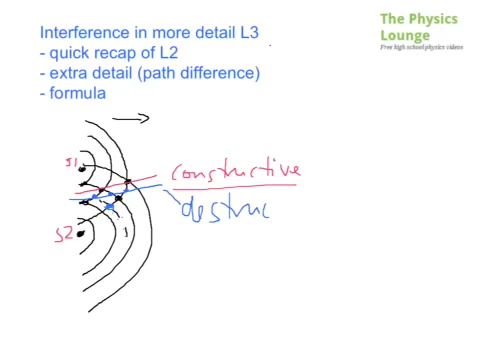 Interference in more detail L3
- quick recap of L2
- extra detail (path difference)
- formula
The Physics
Lounge
Free high school physics videos
S1
constructive
destruc
S2